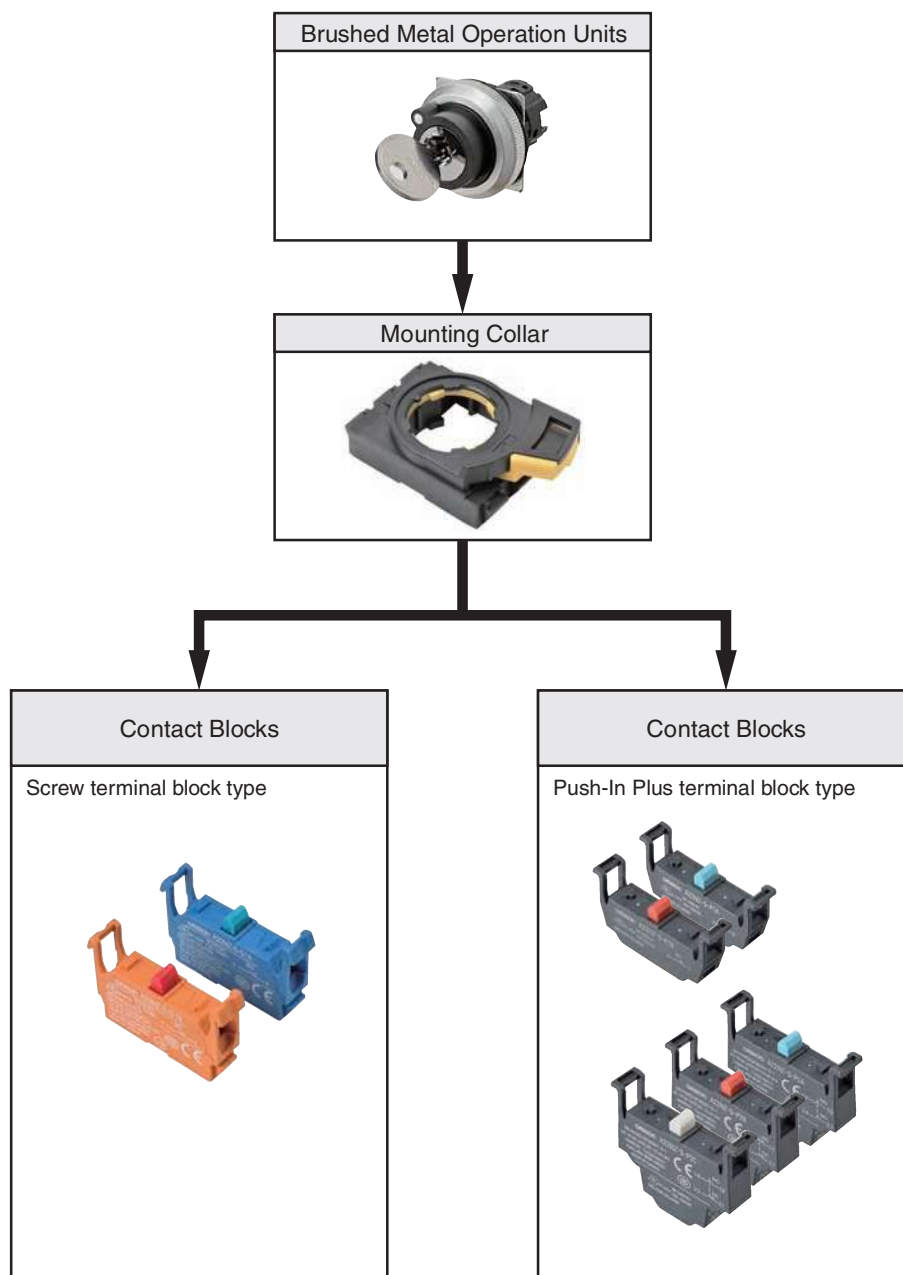 Brushed Metal Operation Units
Mounting Collar
Contact Blocks
Screw terminal block type
Contact Blocks
Push-In Plus terminal block type